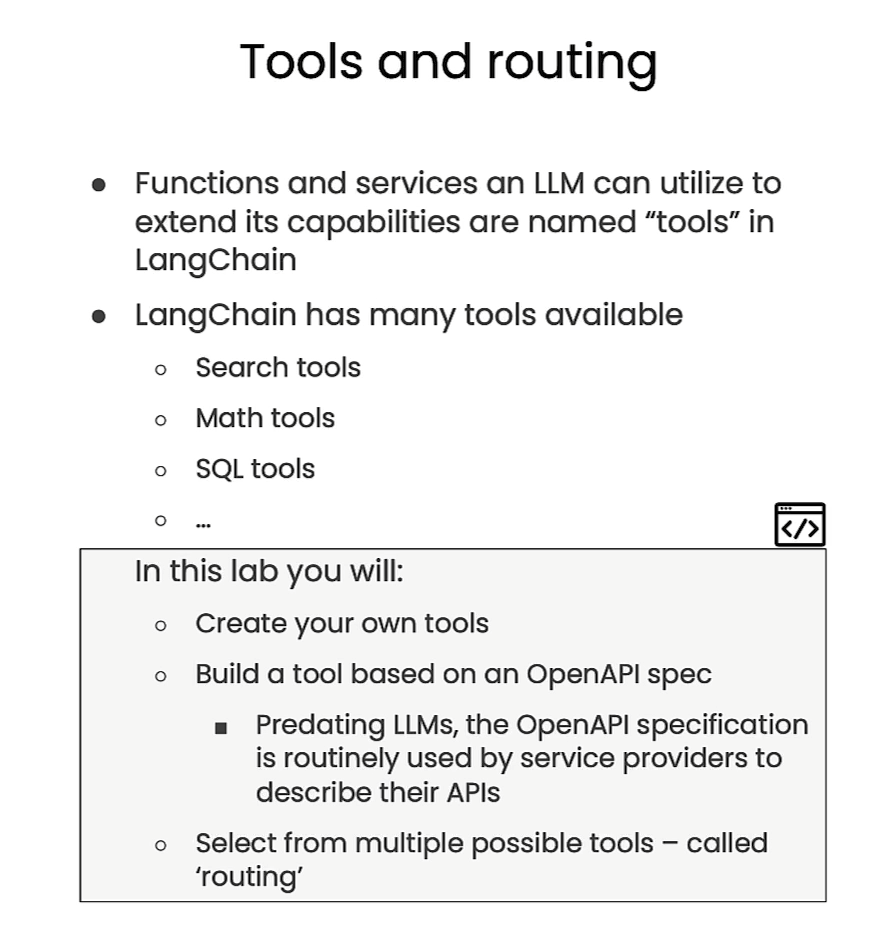 Tools and routing
● Functions and services an LLM can utilize to
extend its capabilities are named “tools” in
LangChain
● LangChain has many tools available
○ Search tools
○ Math tools
○ SQL tools
○ …
</>
In this lab you will:
○ Create your own tools
○ Build a tool based on an OpenAPI spec
■ Predating LLMs, the OpenAPI specification
is routinely used by service providers to
describe their APIs
○ Select from multiple possible tools – called
‘routing’